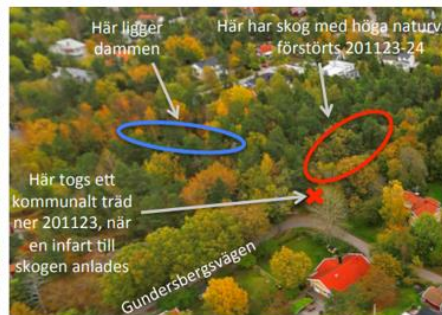 Här ligger
dammen
Här har skog med höga naturv
förstörts 201123-24
Här togs ett
kommunalt träd
ner 201123, när
en infart till
skogen anlades
Gundersbergsvägen